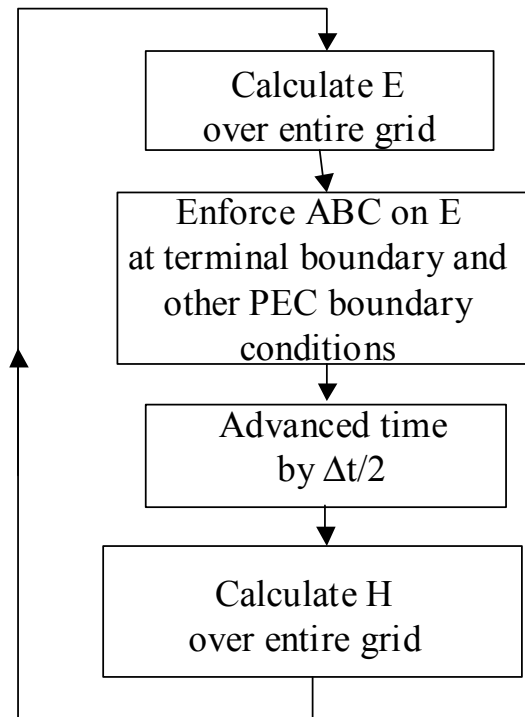 Calculate E
over entire grid
Enforce ABC on E
at terminal boundary and
other PEC boundary
conditions
Advanced time
by Δt/2
Calculate H
over entire grid